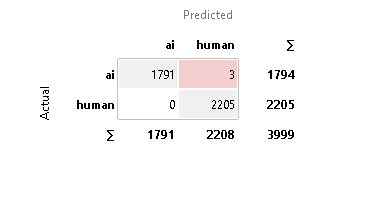 Predicted
ai human Σ
ai 1791 3 1794
Actual
human 0 2205 2205
Σ 1791 2208 3999